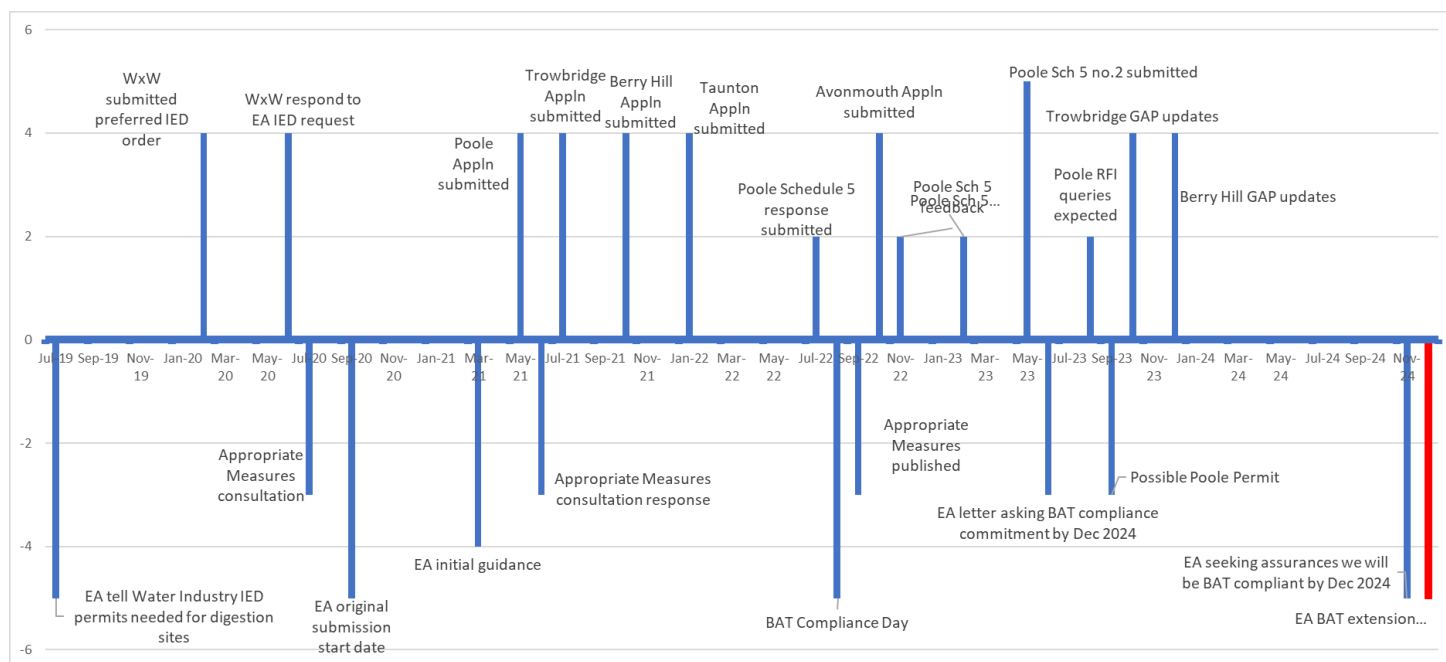 6
WxW
submitted
preferred IED
order
WxW respond to
EA IED request
Poole
Appln
submitted
Trowbridge
Appln
submitted
Berry Hill
Appln
submitted
Taunton
Appln
submitted
Poole Schedule 5
response
submitted
Avonmouth Appln
submitted
Poole Sch 5
feedback
Poole Sch 5...
Poole Sch 5 no.2 submitted
Poole RFI
queries
expected
Trowbridge GAP updates
Berry Hill GAP updates
4
2
0
Jul-19
Sep-19
Nov-
19
Jan-20
Mar-
20
May-
20
Jul-20
Sep-20
Nov-
20
Jan-21
Mar-
21
May-
21
Jul-21
Sep-21
Nov-
21
Jan-22
Mar-
22
May-
22
Jul-22
Sep-22
Nov-
22
Jan-23
Mar-
23
May-
23
Jul-23
Sep-23
Nov-
23
Jan-24
Mar-
24
May-
24
Jul-24
Sep-24
Nov-
24
-2
-4
-6
EA tell Water Industry IED
permits needed for digestion
sites
Appropriate
Measures
consultation
EA original
submission
start date
EA initial guidance
Appropriate Measures
consultation response
BAT Compliance Day
Appropriate
Measures
published
EA letter asking BAT compliance
commitment by Dec 2024
Possible Poole Permit
EA seeking assurances we will
be BAT compliant by Dec 2024
EA BAT extension...